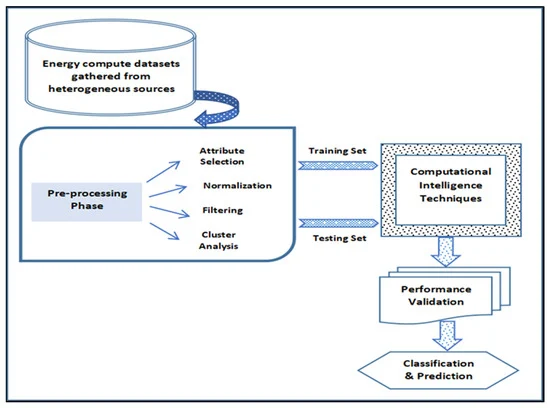 Energy compute datasets
gathered from
heterogeneous sources
Pre-processing
Phase
Attribute
Selection
Normalization
Filtering
Cluster
Analysis
Training Set
Testing Set
Computational
Intelligence
Techniques
Performance
Validation
Classification
& Prediction